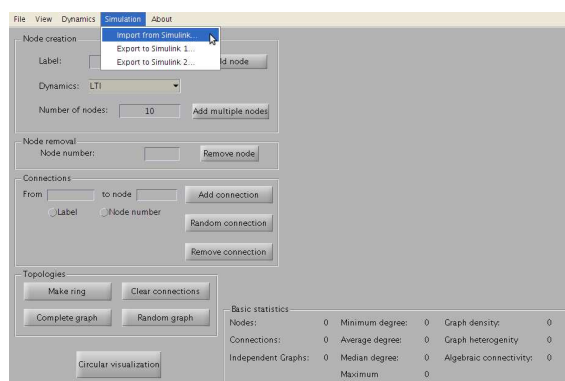 File View Dynamics Simulation About
Import from Simulink...
Export to Simulink 1...
Export to Simulink 2...
Node creation
Label:
d node
Dynamics: LTI
Number of nodes: 10 Add multiple nodes
Node removal
Node number: Remove node
Connections
From to node Add connection
Label Node number
Random connection
Remove connection
Topologies
Make ring Clear connections
Complete graph Random graph
Circular visualization
Basic statistics
Nodes: 0 Minimum degree: 0 Graph density: 0
Connections: 0 Average degree: 0 Graph heterogenity 0
Independent Graphs: 0 Median degree: 0 Algebraic connectivity: 0
Maximum 0